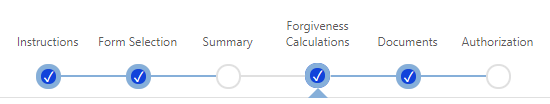 Instructions
Form Selection
Summary
Forgiveness
Calculations
Documents
Authorization